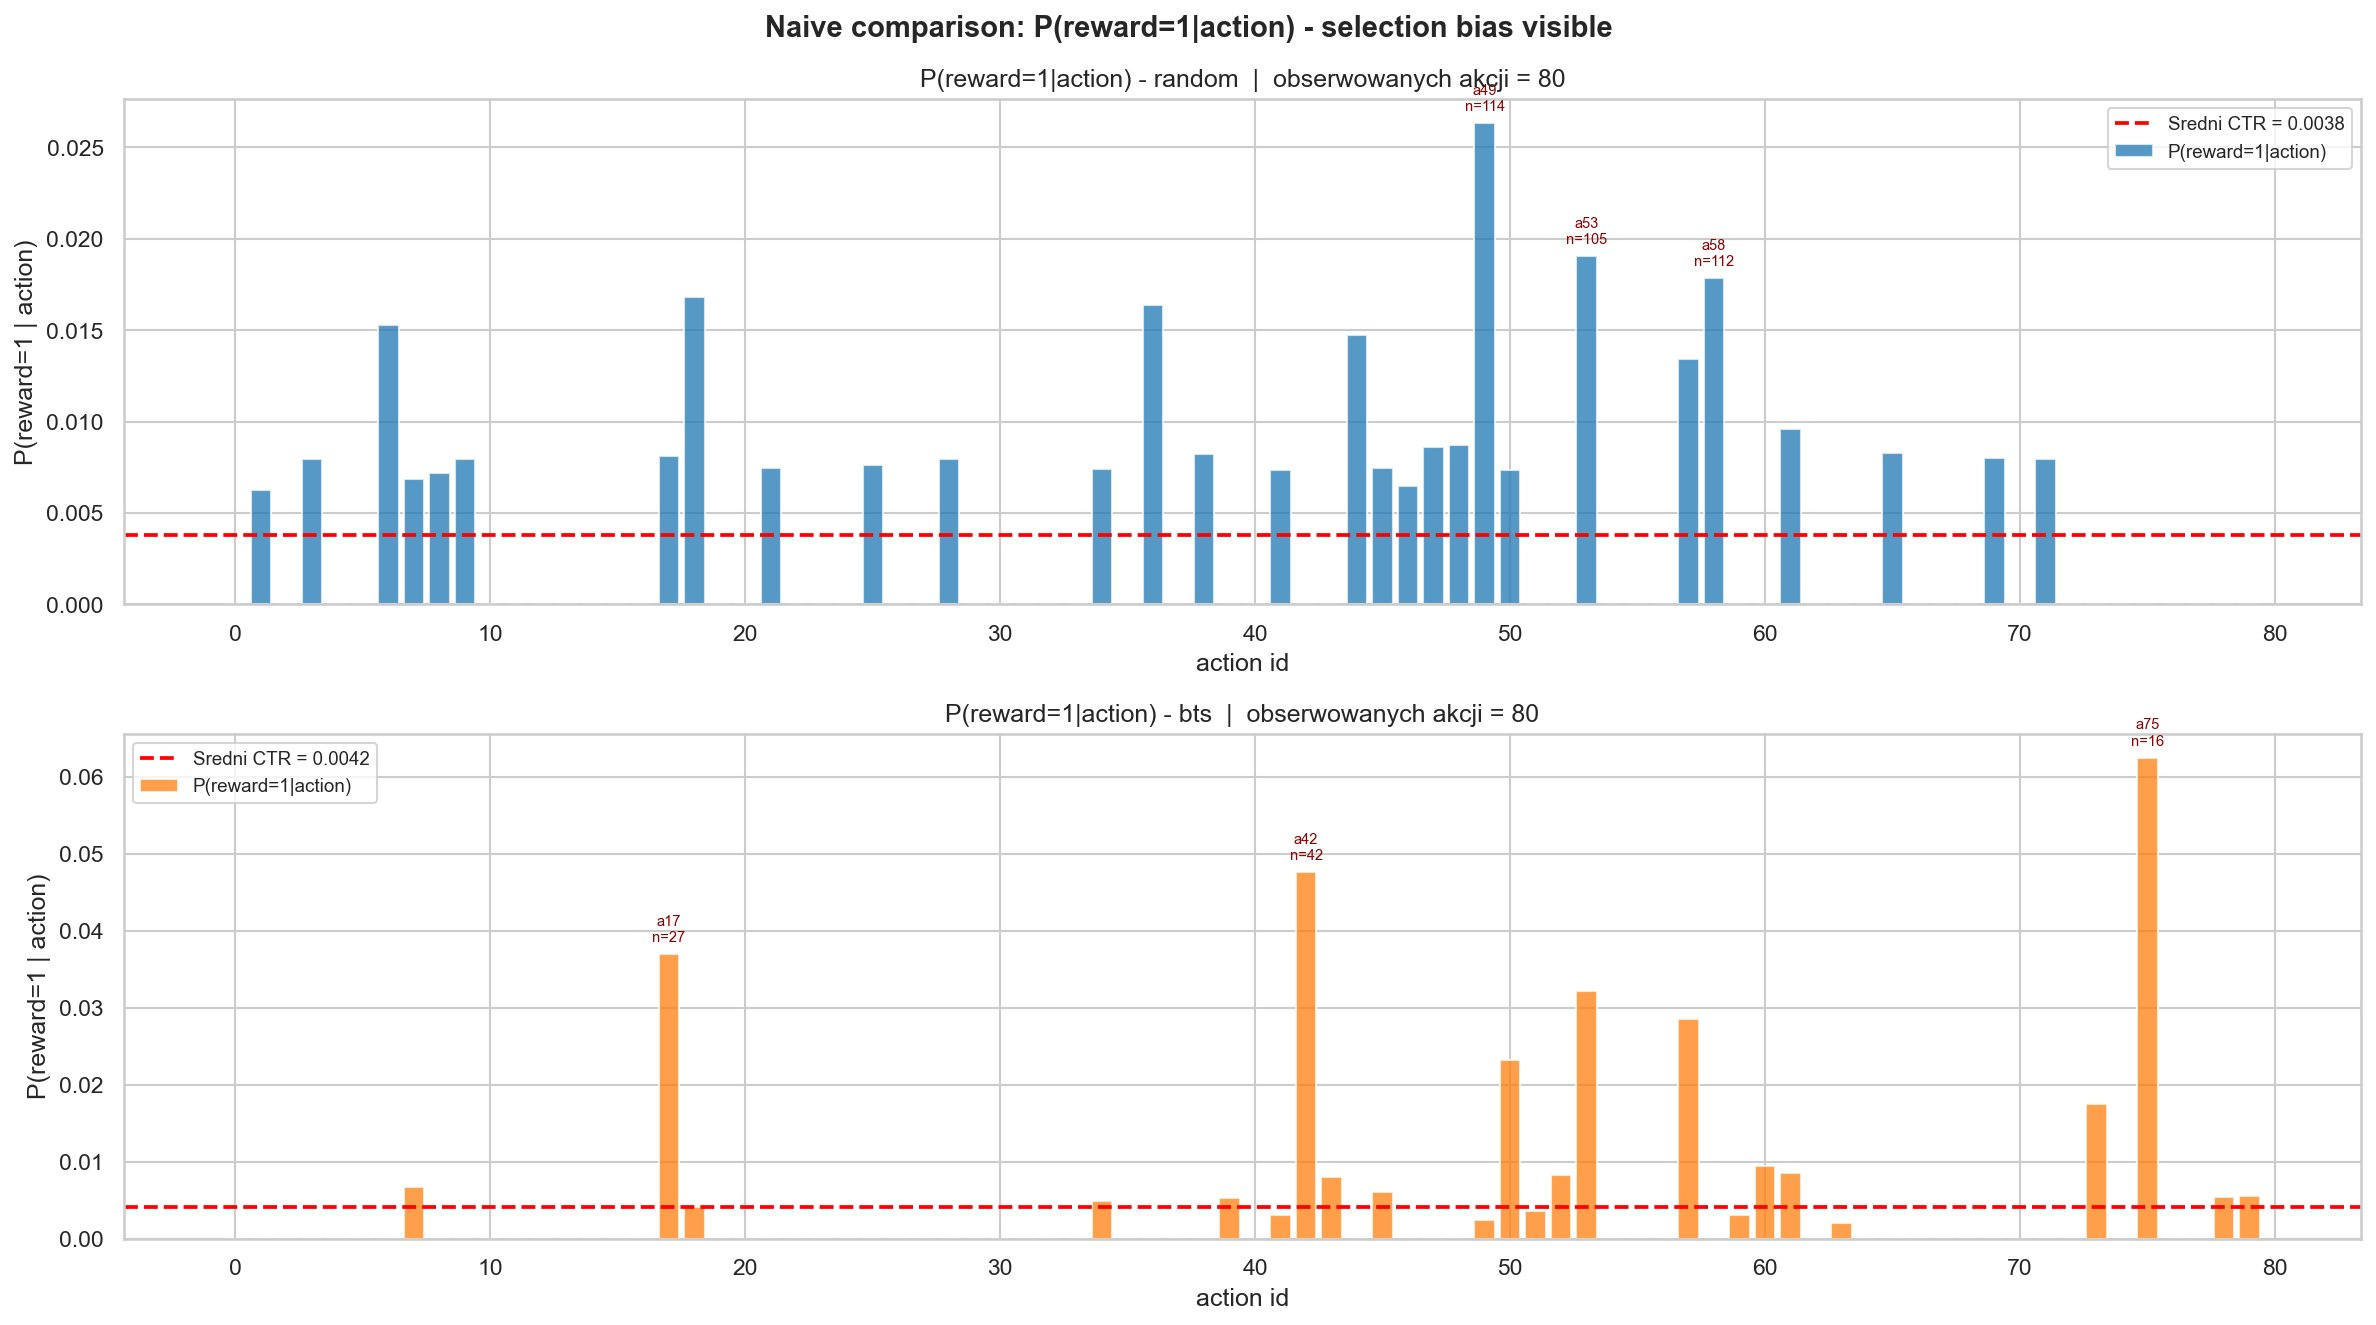 Naive comparison: P(reward=1|action) - selection bias visible
P(reward=1|action) - random | obserwowanych akcji = 80
a49
n=114
Sredni CTR = 0.0038
P(reward=1|action)
a53
n=105
a58
n=112
P(reward=1 | action)
0.025
0.020
0.015
0.010
0.005
0.000
0 10 20 30 40 50 60 70 80
action id
P(reward=1|action) - bts | obserwowanych akcji = 80
Sredni CTR = 0.0042
P(reward=1|action)
a75
n=16
a42
n=42
a17
n=27
P(reward=1 | action)
0.06
0.05
0.04
0.03
0.02
0.01
0.00
0 10 20 30 40 50 60 70 80
action id